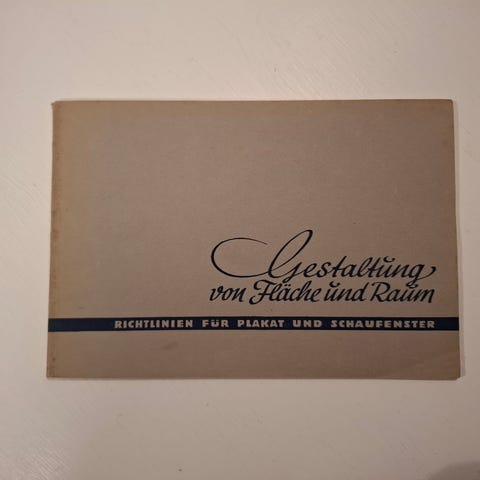 Gestaltung
von Fläche und Raum
RICHTLINIEN FÜR PLAKAT UND SCHAUFENSTER